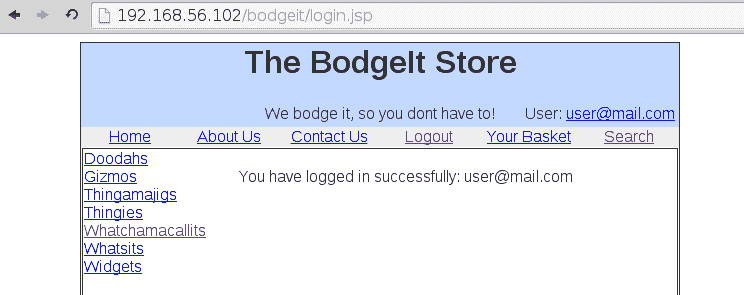 192.168.56.102/bodgeit/login.jsp
The BodgeIt Store
We bodge it, so you dont have to! User: user@mail.com
Home About Us Contact Us Logout Your Basket Search
Doodahs
Gizmos You have logged in successfully: user@mail.com
Thingamajigs
Thingies
Whatchamacallits
Whatsits
Widgets